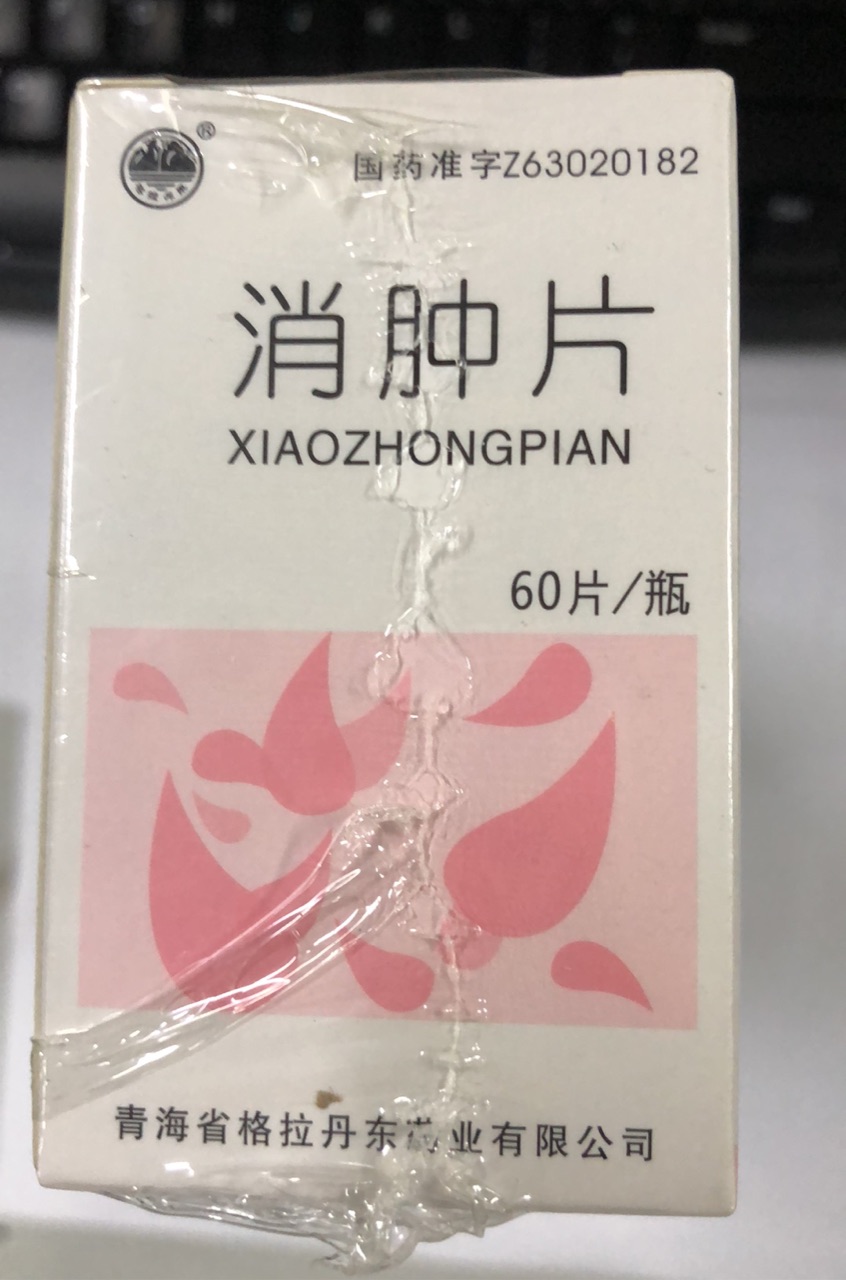 ®
国药准字Z63020182
消肿片
XIAOZHONGPIAN
60片/瓶
青海省格拉丹东药业有限公司